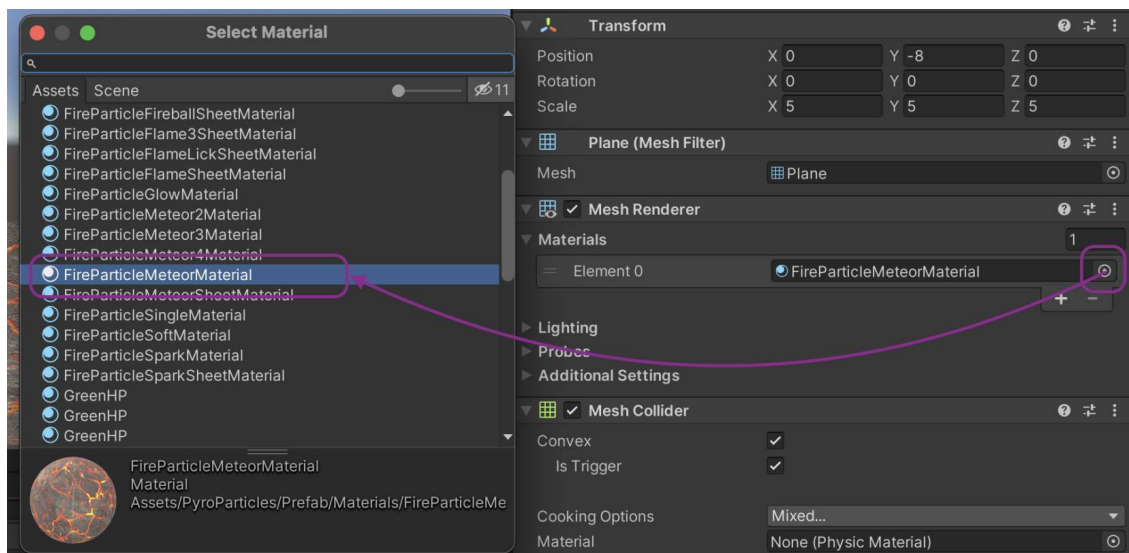 Select Material
Assets Scene 11
FireParticleFireballSheetMaterial
FireParticleFlame3SheetMaterial
FireParticleFlameLickSheetMaterial
FireParticleFlameSheetMaterial
FireParticleGlowMaterial
FireParticleMeteor2Material
FireParticleMeteor3Material
FireParticleMeteor4Material
FireParticleMeteorMaterial
FireParticleMeteorSheetMaterial
FireParticleSingleMaterial
FireParticleSoftMaterial
FireParticleSparkMaterial
FireParticleSparkSheetMaterial
GreenHP
GreenHP
GreenHP
FireParticleMeteorMaterial
Material
Assets/PyroParticles/Prefab/Materials/FireParticleMe
Transform
Position X 0 Y -8 Z 0
Rotation X 0 Y 0 Z 0
Scale X 5 Y 5 Z 5
Plane (Mesh Filter)
Mesh Plane
Mesh Renderer
Materials 1
Element 0 FireParticleMeteorMaterial
+ -
Lighting
Probes
Additional Settings
Mesh Collider
Convex
Is Trigger
Cooking Options Mixed...
Material None (Physic Material)